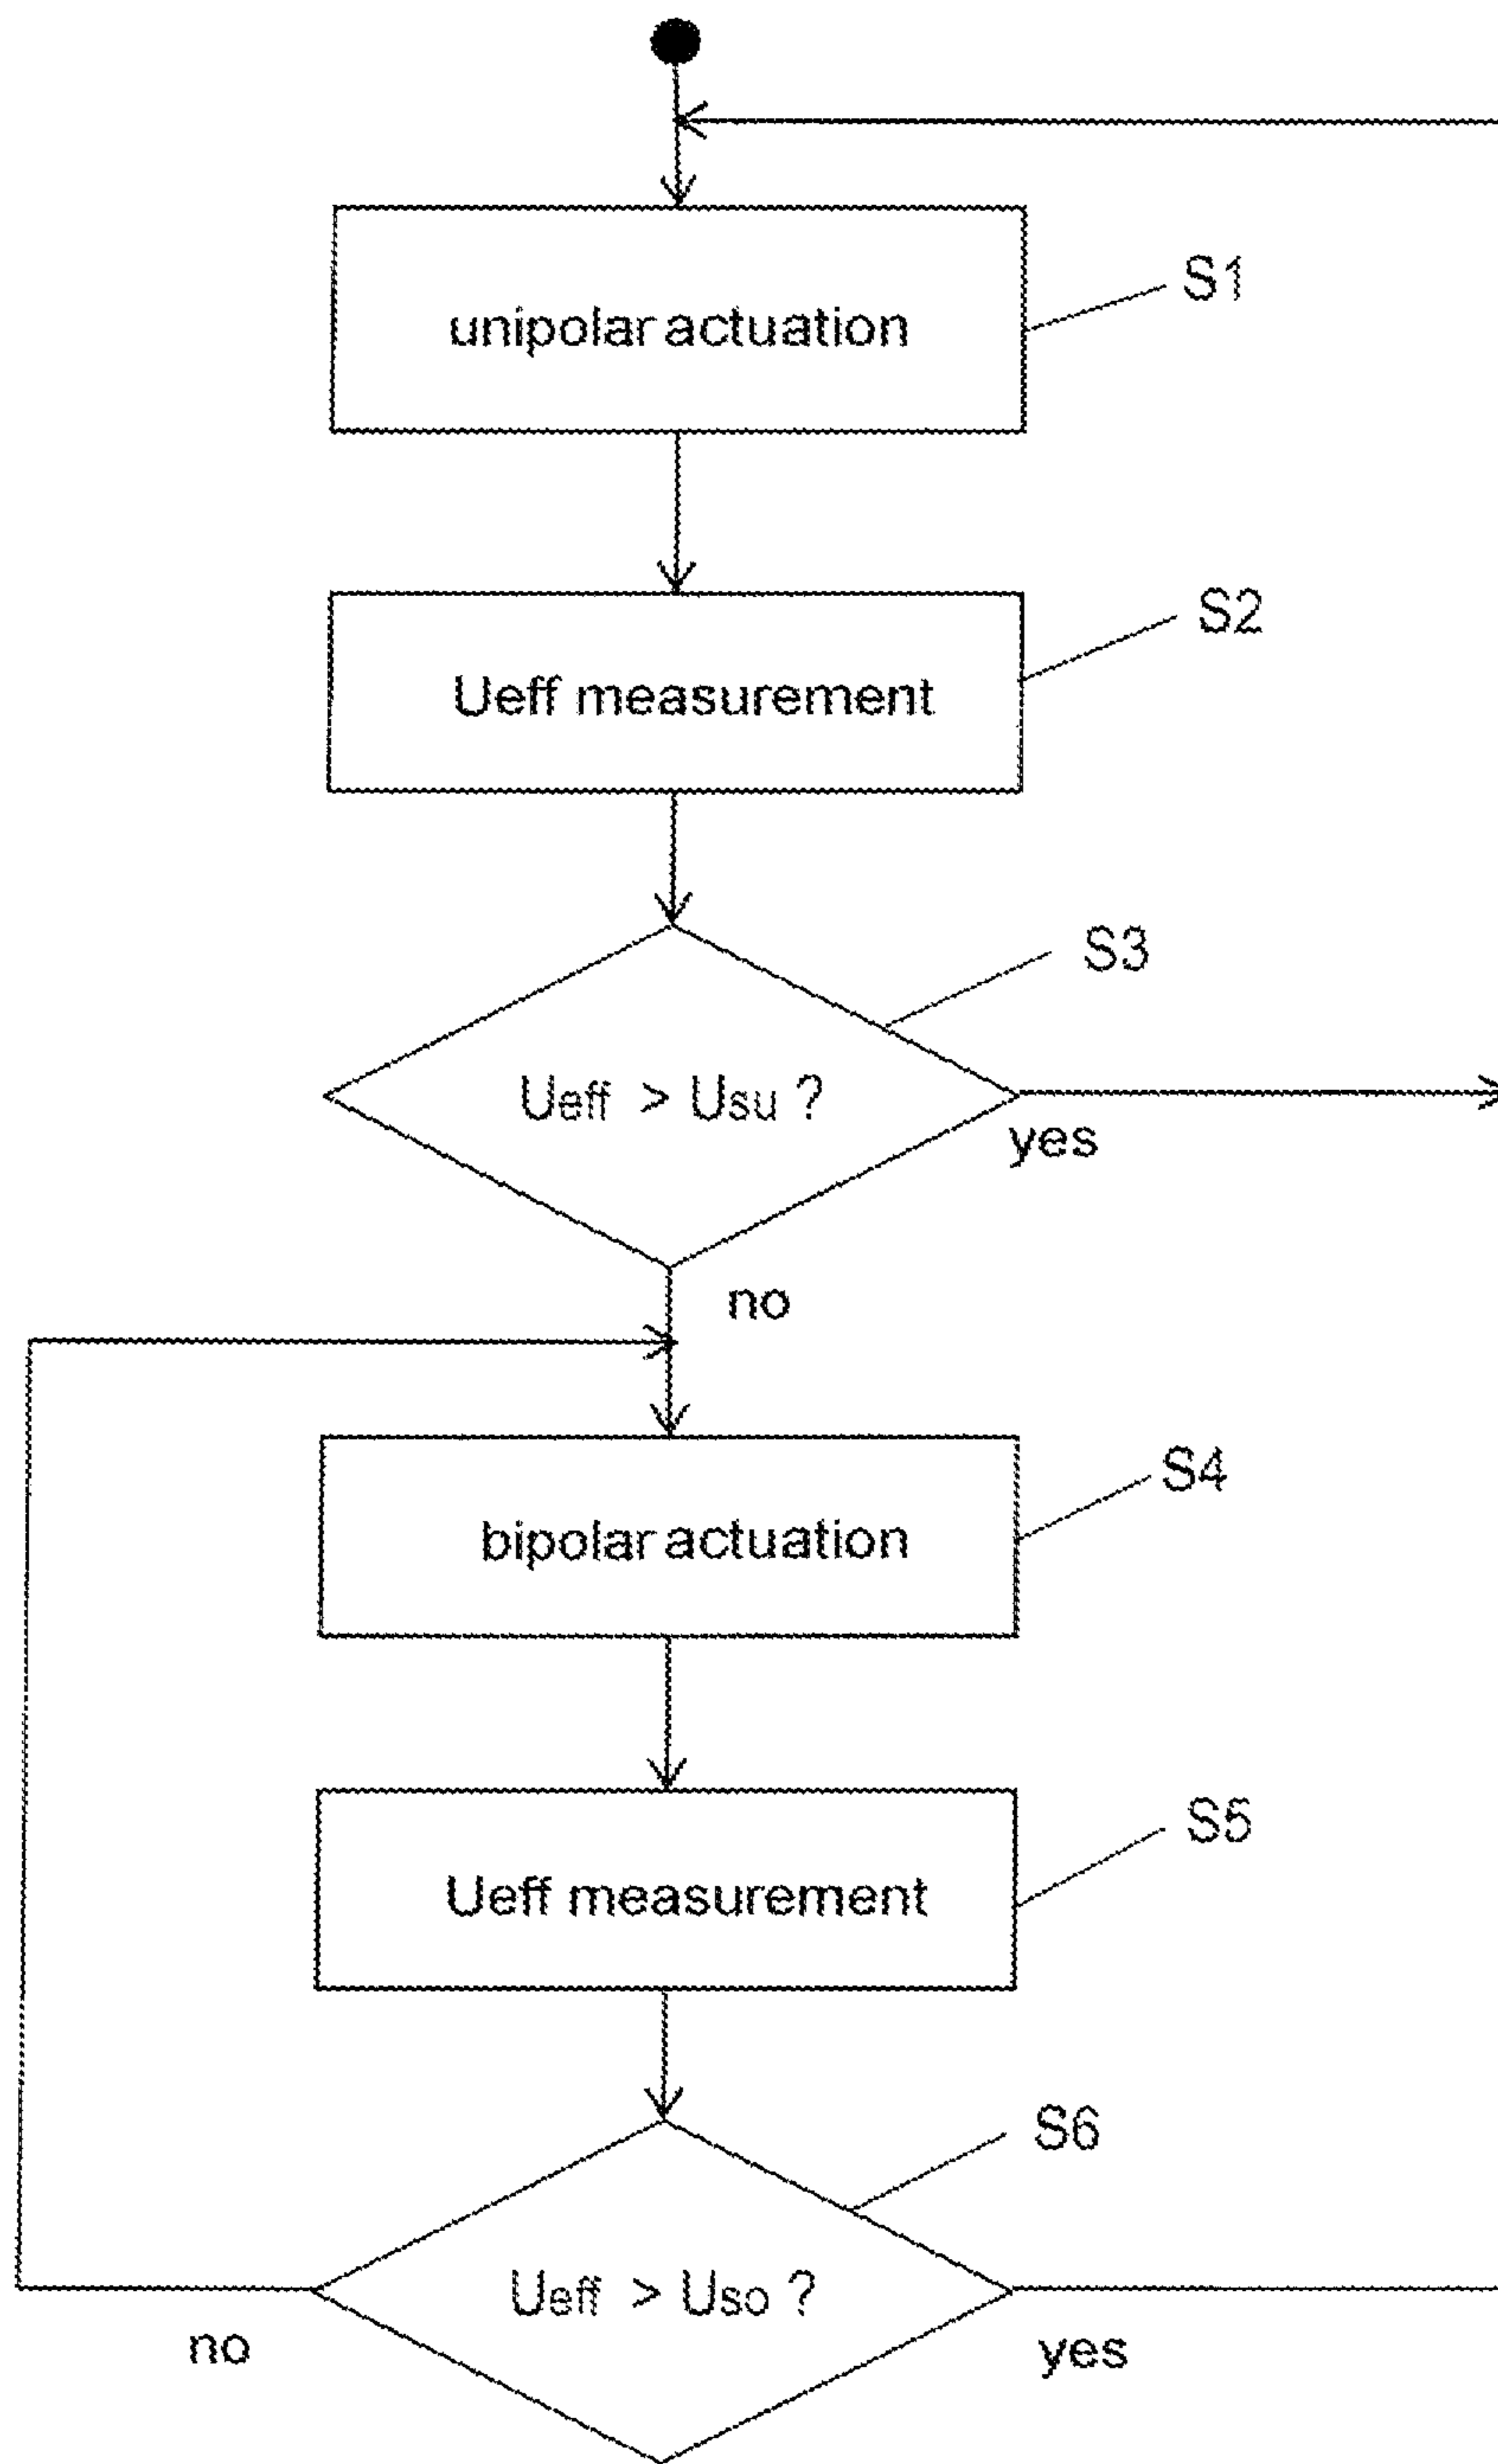 unipolar actuation
S1
Ueff measurement
S2
S3
Ueff > Usu ?
yes
no
bipolar actuation
S4
Ueff measurement
S5
S6
Ueff > Uso ?
no
yes